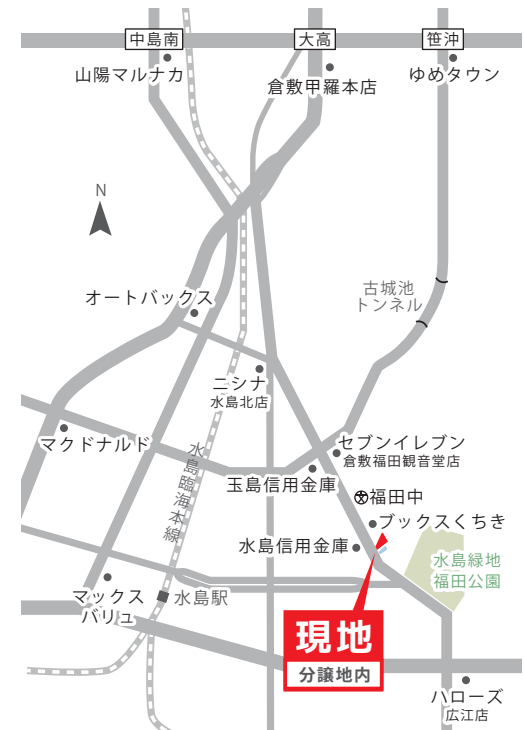 中島南
大高
笹沖
山陽マルナカ
倉敷甲羅本店
ゆめタウン
N
古城池
トンネル
オートバックス
ニシナ
水島北店
マクドナルド
水島臨海本線
セブンイレブン
倉敷福田観音堂店
玉島信用金庫
文福田中
ブックスくちき
水島信用金庫
水島緑地
福田公園
マックス
バリュ
水島駅
現地
分譲地内
ハローズ
広江店